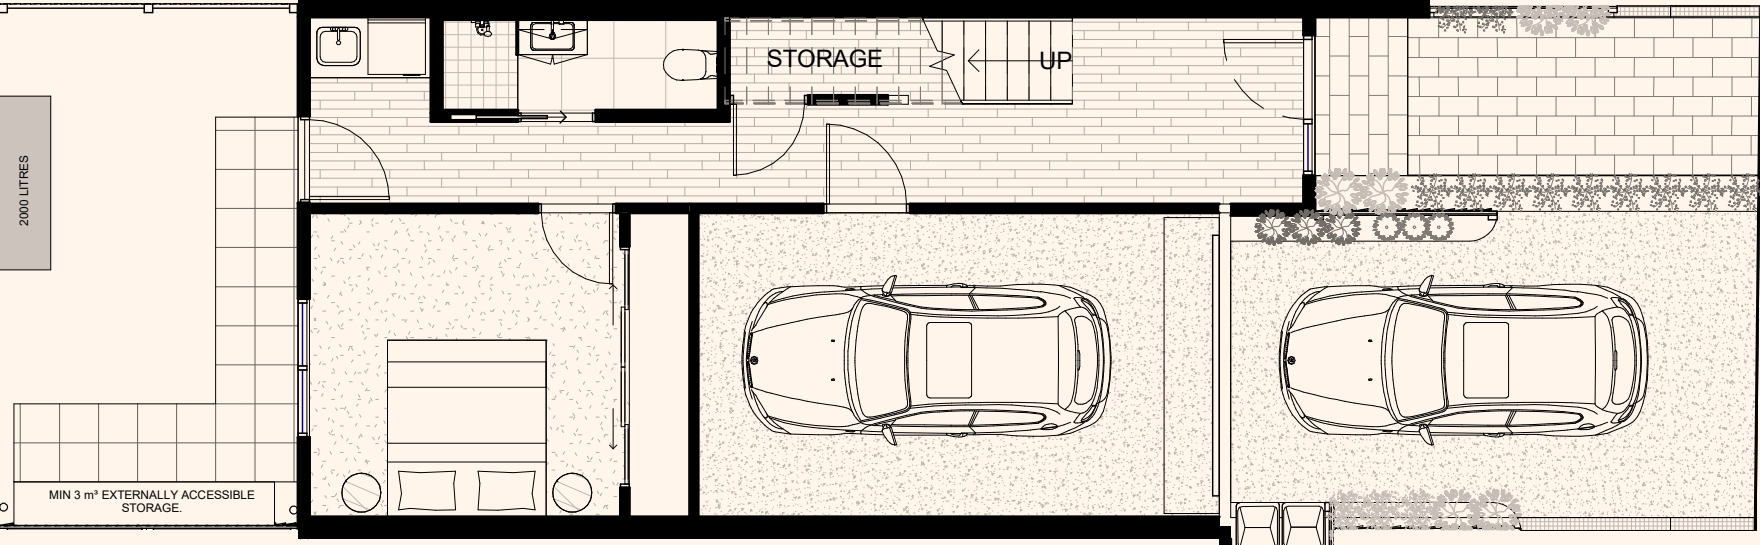 STORAGE
UP
2000 LITRES
MIN 3 m³ EXTERNALLY ACCESSIBLE
STORAGE.